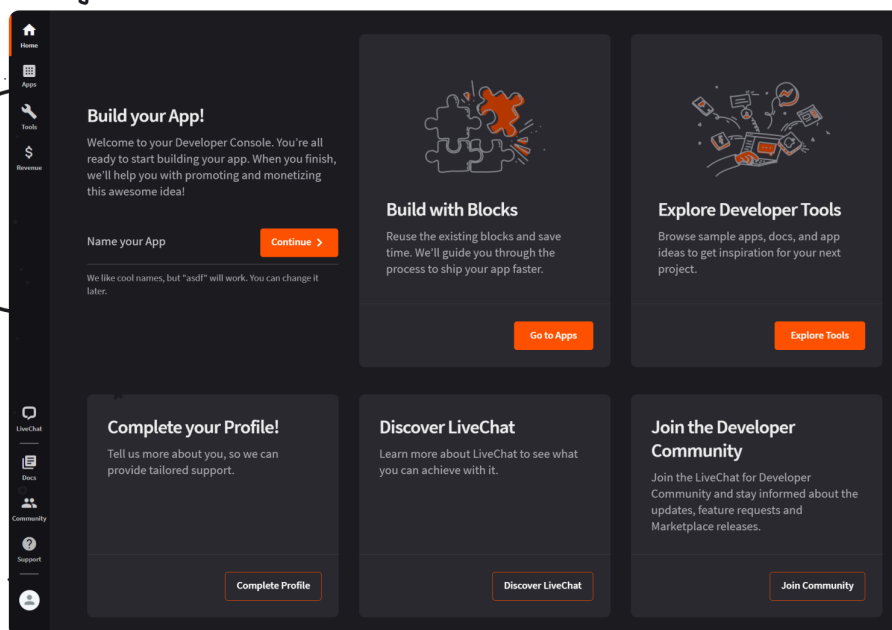 Home
Apps
Tools
$
Revenue
LiveChat
Docs
Community
?
Support
Build your App!
Welcome to your Developer Console. You're all
ready to start building your app. When you finish,
we'll help you with promoting and monetizing
this awesome idea!
Name your App
Continue >
We like cool names, but "asdf" will work. You can change it
later.
Build with Blocks
Reuse the existing blocks and save
time. We'll guide you through the
process to ship your app faster.
Go to Apps
Explore Developer Tools
Browse sample apps, docs, and app
ideas to get inspiration for your next
project.
Explore Tools
Complete your Profile!
Tell us more about you, so we can
provide tailored support.
Complete Profile
Discover LiveChat
Learn more about LiveChat to see what
you can achieve with it.
Discover LiveChat
Join the Developer
Community
Join the LiveChat for Developer
Community and stay informed about the
updates, feature requests and
Marketplace releases.
Join Community